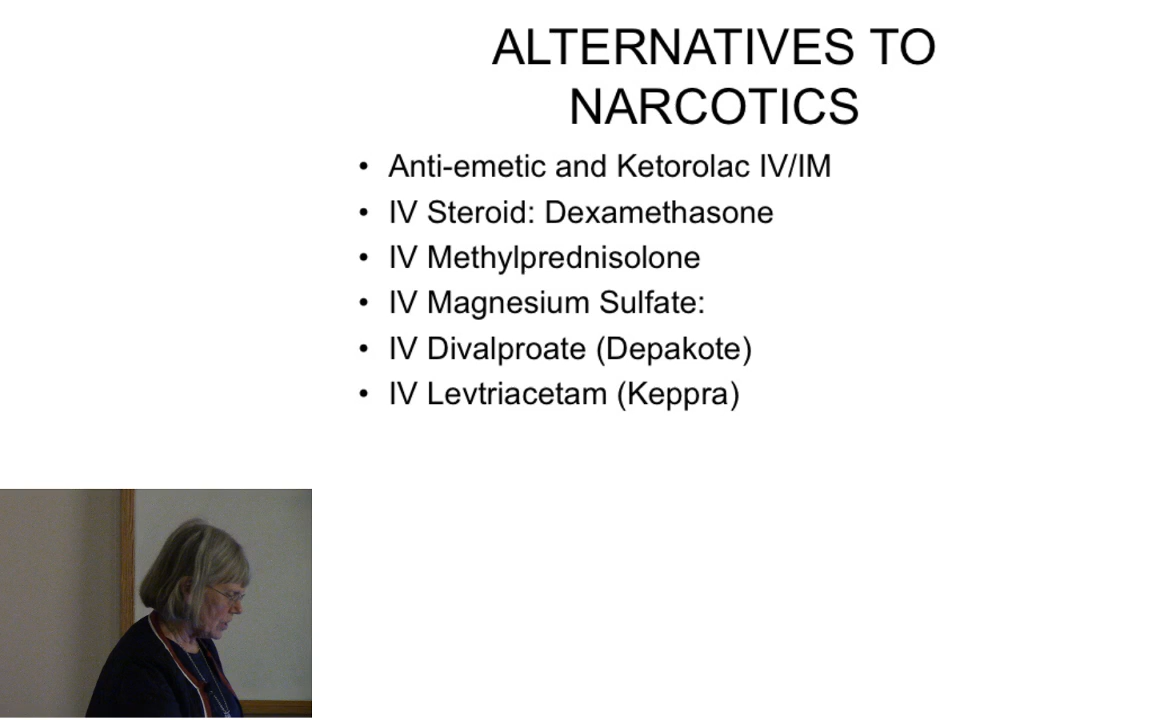 ALTERNATIVES TO
NARCOTICS
• Anti-emetic and Ketorolac IV/IM
• IV Steroid: Dexamethasone
• IV Methylprednisolone
• IV Magnesium Sulfate:
• IV Divalproate (Depakote)
• IV Levtriacetam (Keppra)